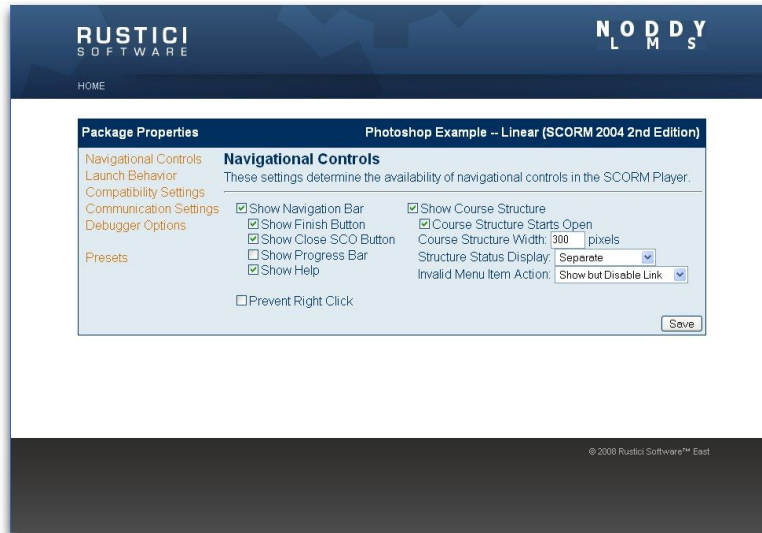 RUSTICI
SOFTWARE
NODDY
LMS
HOME
Package Properties
Photoshop Example -- Linear (SCORM 2004 2nd Edition)
Navigational Controls
Launch Behavior
Compatibility Settings
Communication Settings
Debugger Options
Presets
Navigational Controls
These settings determine the availability of navigational controls in the SCORM Player.
Show Navigation Bar
Show Finish Button
Show Close SCO Button
Show Progress Bar
Show Help
Prevent Right Click
Show Course Structure
Course Structure Starts Open
Course Structure Width: 300 pixels
Structure Status Display: Separate
Invalid Menu Item Action: Show but Disable Link
Save
© 2008 Rustici Software™ East